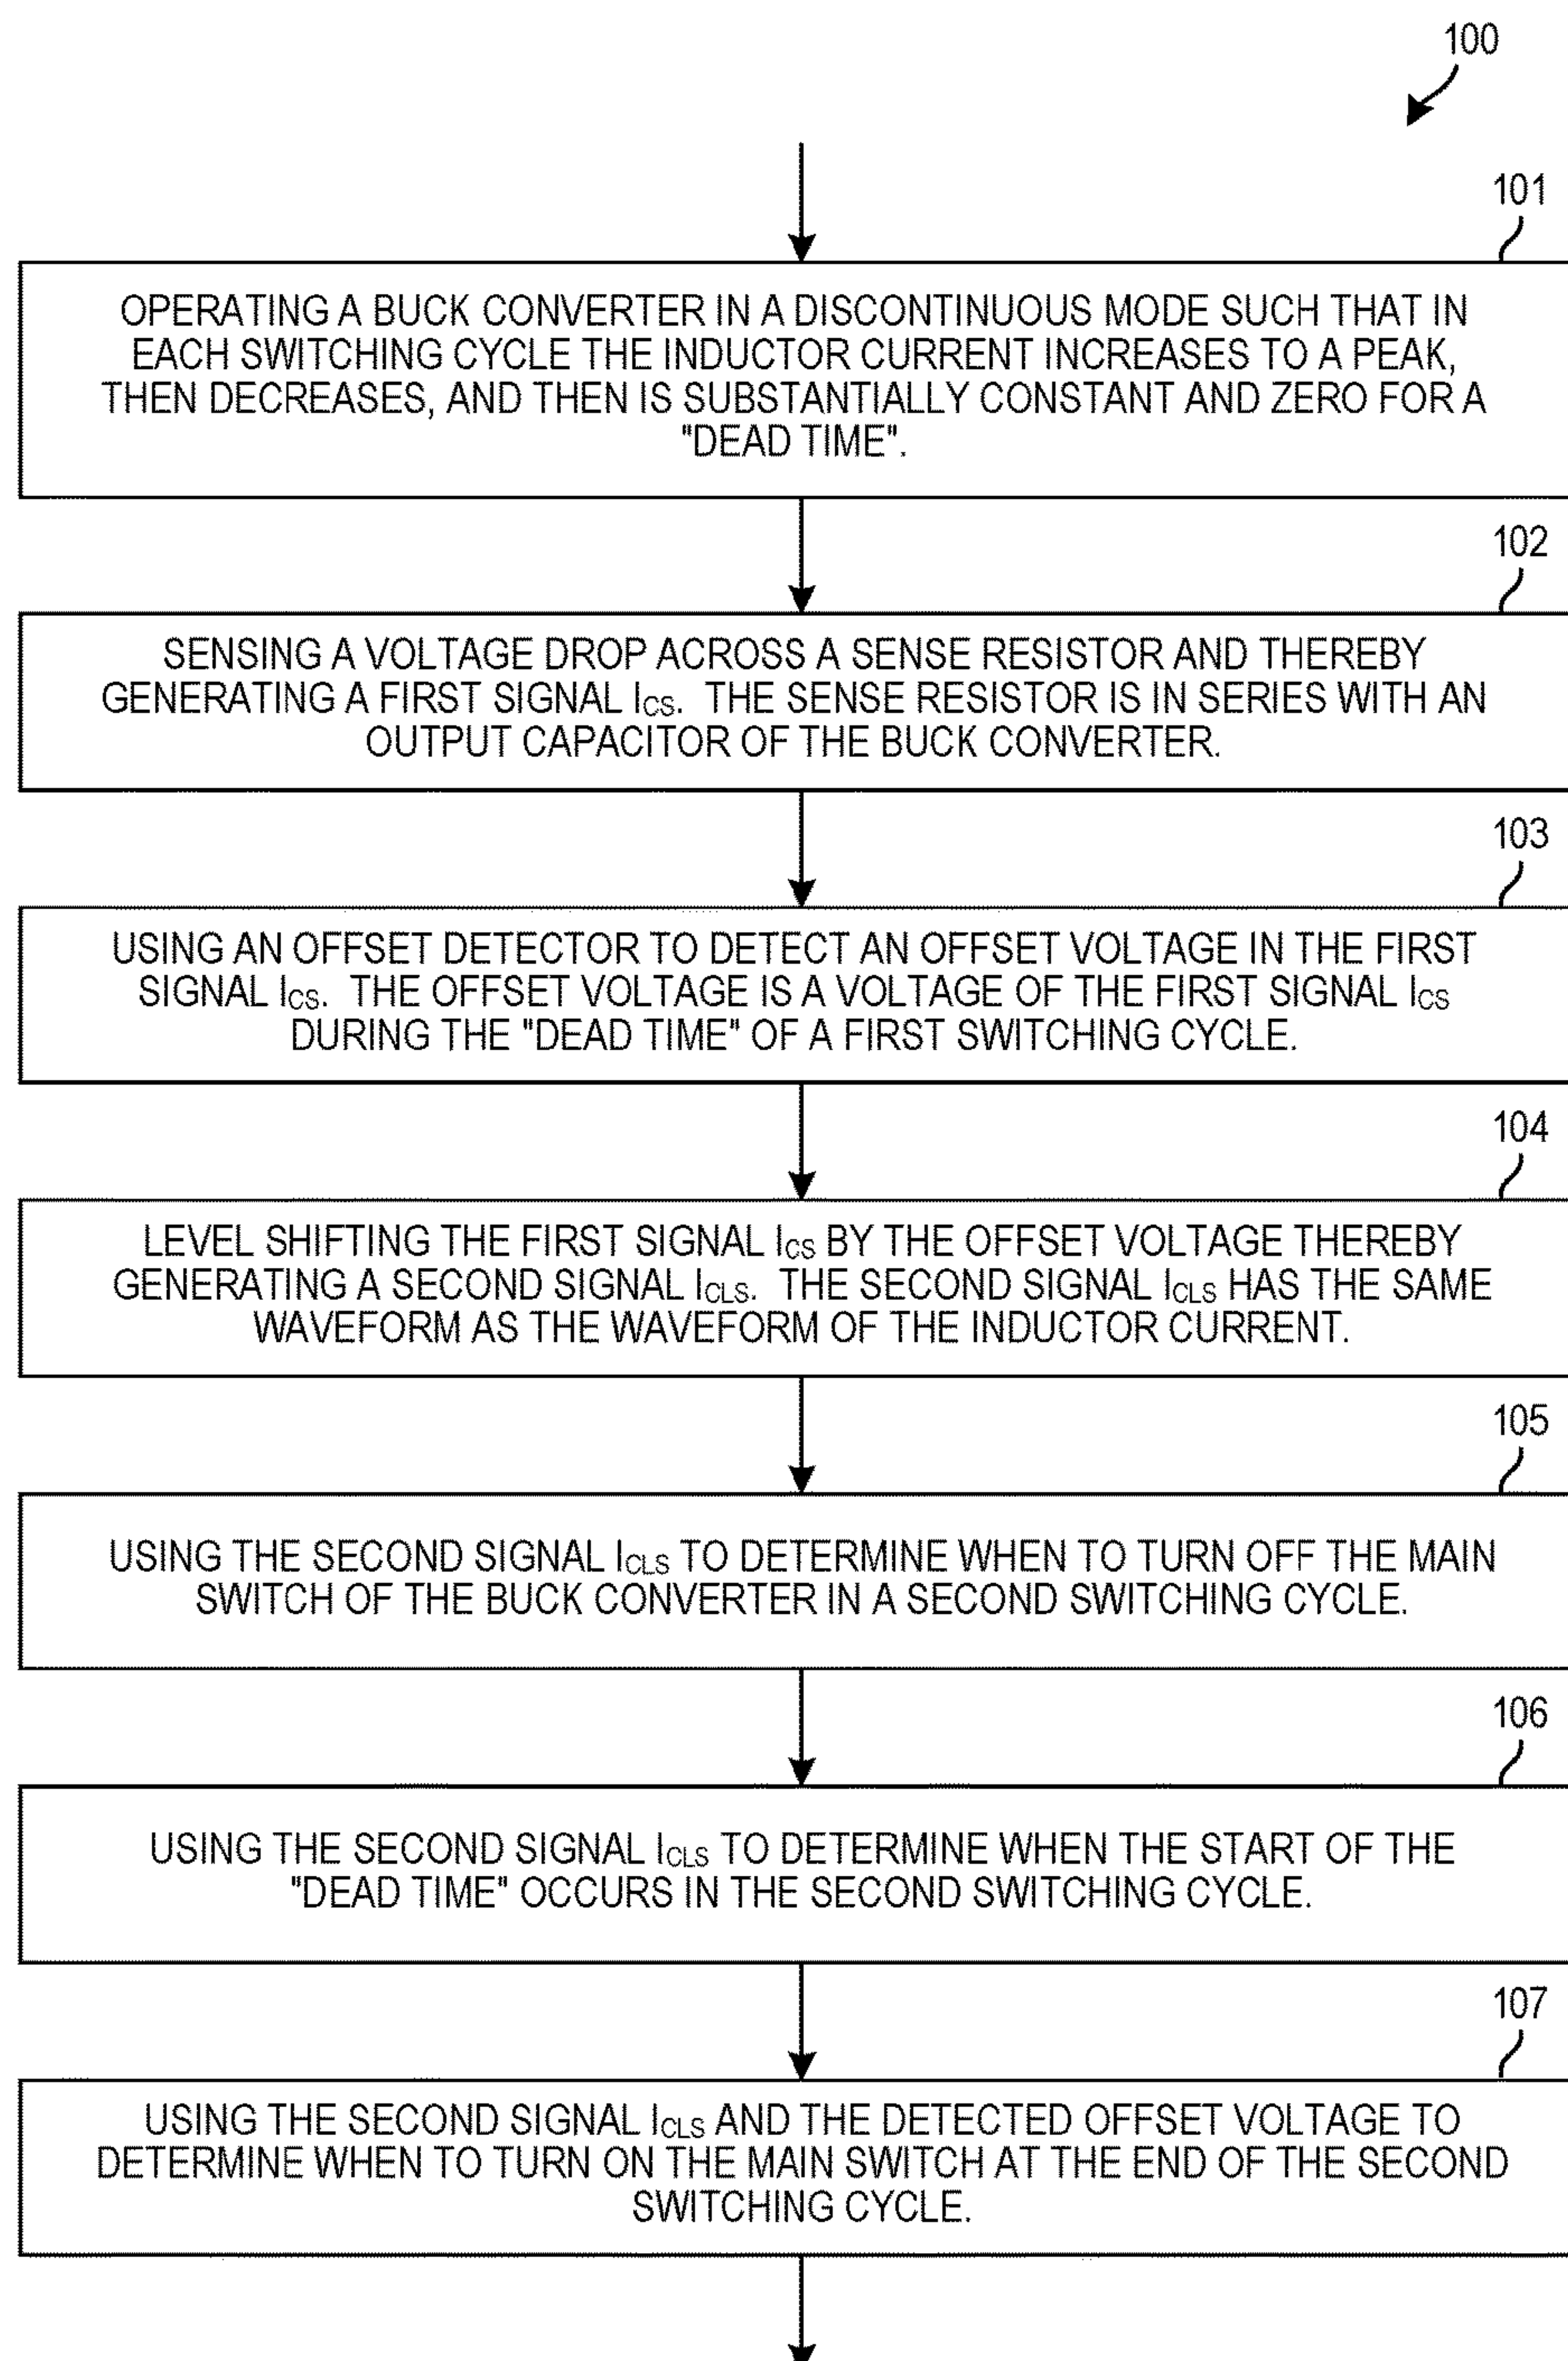 100
101
OPERATING A BUCK CONVERTER IN A DISCONTINUOUS MODE SUCH THAT IN
EACH SWITCHING CYCLE THE INDUCTOR CURRENT INCREASES TO A PEAK,
THEN DECREASES, AND THEN IS SUBSTANTIALLY CONSTANT AND ZERO FOR A
"DEAD TIME".
102
SENSING A VOLTAGE DROP ACROSS A SENSE RESISTOR AND THEREBY
GENERATING A FIRST SIGNAL ICS. THE SENSE RESISTOR IS IN SERIES WITH AN
OUTPUT CAPACITOR OF THE BUCK CONVERTER.
103
USING AN OFFSET DETECTOR TO DETECT AN OFFSET VOLTAGE IN THE FIRST
SIGNAL ICS. THE OFFSET VOLTAGE IS A VOLTAGE OF THE FIRST SIGNAL ICS
DURING THE "DEAD TIME" OF A FIRST SWITCHING CYCLE.
104
LEVEL SHIFTING THE FIRST SIGNAL ICS BY THE OFFSET VOLTAGE THEREBY
GENERATING A SECOND SIGNAL ICLS. THE SECOND SIGNAL ICLS HAS THE SAME
WAVEFORM AS THE WAVEFORM OF THE INDUCTOR CURRENT.
105
USING THE SECOND SIGNAL ICLS TO DETERMINE WHEN TO TURN OFF THE MAIN
SWITCH OF THE BUCK CONVERTER IN A SECOND SWITCHING CYCLE.
106
USING THE SECOND SIGNAL ICLS TO DETERMINE WHEN THE START OF THE
"DEAD TIME" OCCURS IN THE SECOND SWITCHING CYCLE.
107
USING THE SECOND SIGNAL ICLS AND THE DETECTED OFFSET VOLTAGE TO
DETERMINE WHEN TO TURN ON THE MAIN SWITCH AT THE END OF THE SECOND
SWITCHING CYCLE.